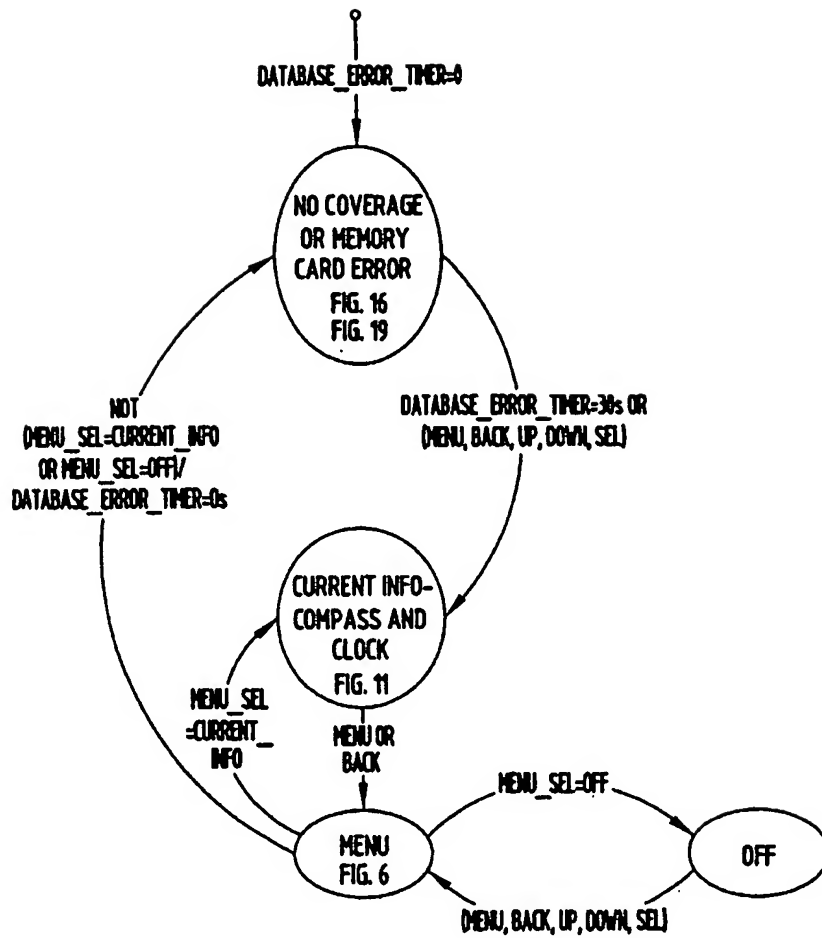 DATABASE_ERROR_TIMER=0
NO COVERAGE
OR MEMORY
CARD ERROR
FIG. 16
FIG. 19
NOT
(MENU_SEL=CURRENT_INFO
OR MENU_SEL=OFF)/
DATABASE_ERROR_TIMER=0s
DATABASE_ERROR_TIMER=30s OR
(MENU, BACK, UP, DOWN, SEL)
CURRENT INFO-
COMPASS AND
CLOCK
FIG. 11
MENU_SEL
=CURRENT_
INFO
MENU OR
BACK
MENU_SEL=OFF
MENU
FIG. 6
OFF
(MENU, BACK, UP, DOWN, SEL)